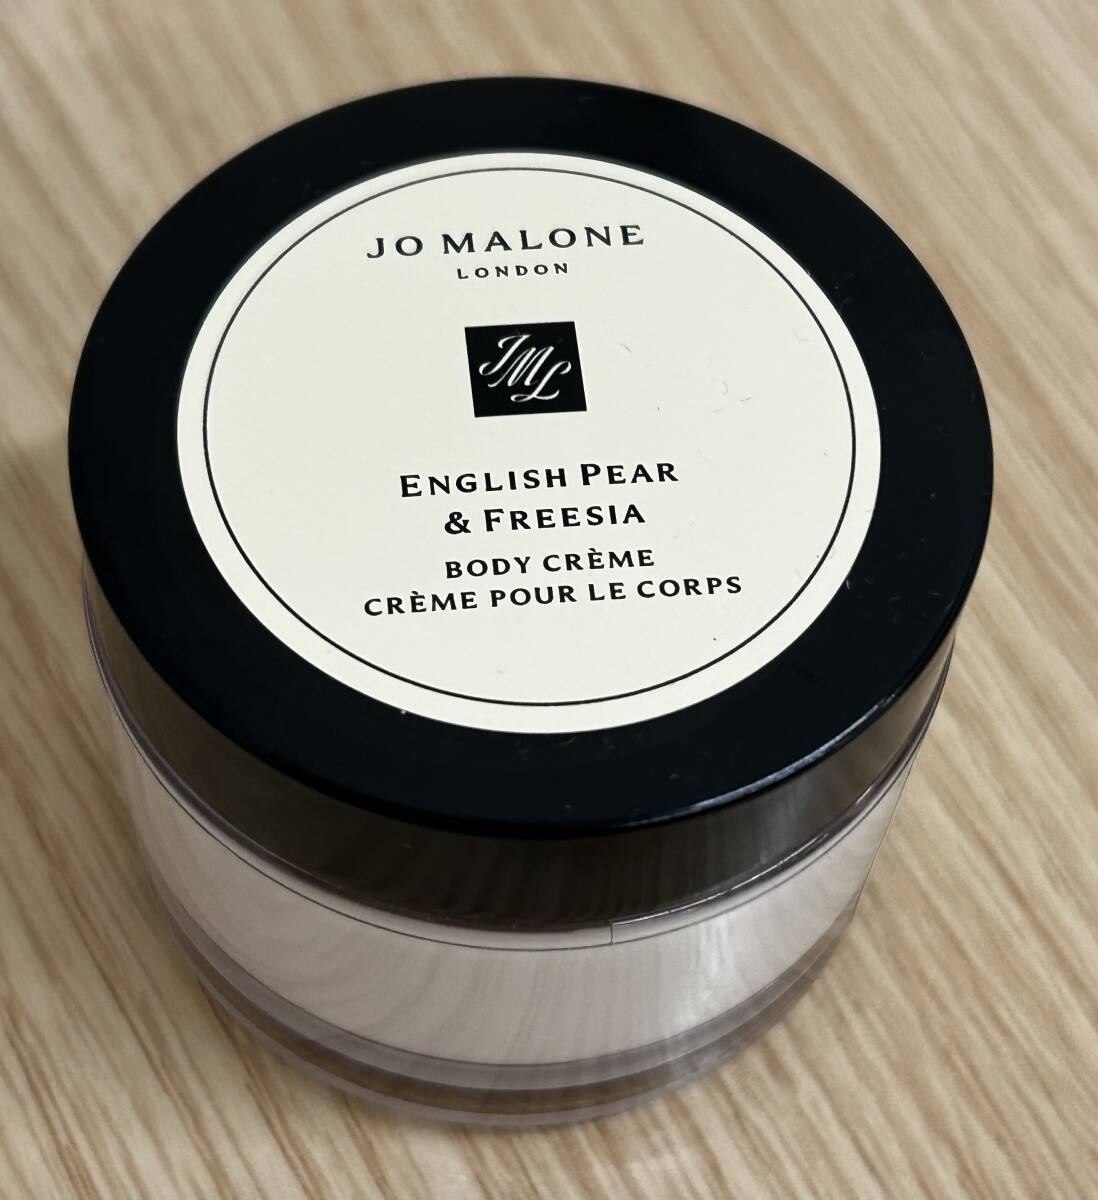 JO MALONE
LONDON
JML
ENGLISH PEAR
& FREESIA
BODY CRÈME
CRÈME POUR LE CORPS